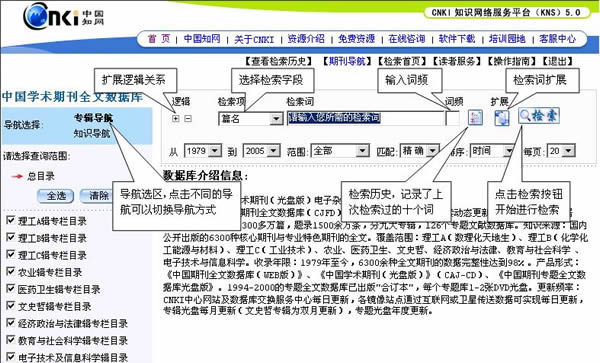 Cnki 中国知网
CNKI 知识网络服务平台（KNS）5.0
首 页 | 中国知网 | 关于CNKI | 资源介绍 | 免费资源 | 在线咨询 | 软件下载 | 培训园地 | 客服中心
【查看检索历史】【期刊导航】【检索首页】【读者服务】【操作指南】【退出】
扩展逻辑关系
选择检索字段
输入词频
检索词扩展
中国学术期刊全文数据库
逻辑 检索项 检索词 词频 扩展
导航选择: 专辑导航
知识导航
篇名 请输入您所需的检索词 检索
从 1979 到 2005 范围: 全部 匹配: 精确 排序: 时间 每页: 20
请选择查询范围:
总目录
全选 清除
导航选区，点击不同的导航可以切换导航方式
检索历史，记录了上次检索过的十个词
点击检索按钮开始进行检索
数据库介绍信息:
期刊（光盘版）电子杂
期刊全文数据库（CJFD）
动态更新
300多万篇，题录1500余万条，分九大专辑，126个专题文献数据库。知识来源：国内
公开出版的6300种核心期刊与专业特色期刊的全文。覆盖范围：理工A（数理化天地生）、理工B（化学化
工能源与材料）、理工C（工业技术）、农业、医药卫生、文史哲、经济政治与法律、教育与社会科学、
电子技术与信息科学。收录年限：1979年至今，6300余种全文期刊的数据完整性达到98%。产品形式：
《中国期刊全文数据库（WEB版）》、《中国学术期刊（光盘版）》（CAJ-CD）、《中国期刊专题全文数据库
光盘版》。1994-2000的专题全文数据库已出版“合订本”，每个专题库1-2张DVD光盘。更新频率：
CNKI中心网站及数据库交换服务中心每日更新，各镜像站点通过互联网或卫星传送数据可实现每日更新，
专辑光盘每月更新（文史哲专辑为双月更新），专题光盘年度更新。
理工A辑专栏目录
理工B辑专栏目录
理工C辑专栏目录
农业辑专栏目录
医药卫生辑专栏目录
文史哲辑专栏目录
经济政治与法律辑专栏目录
教育与社会科学辑专栏目录
电子技术及信息科学辑目录